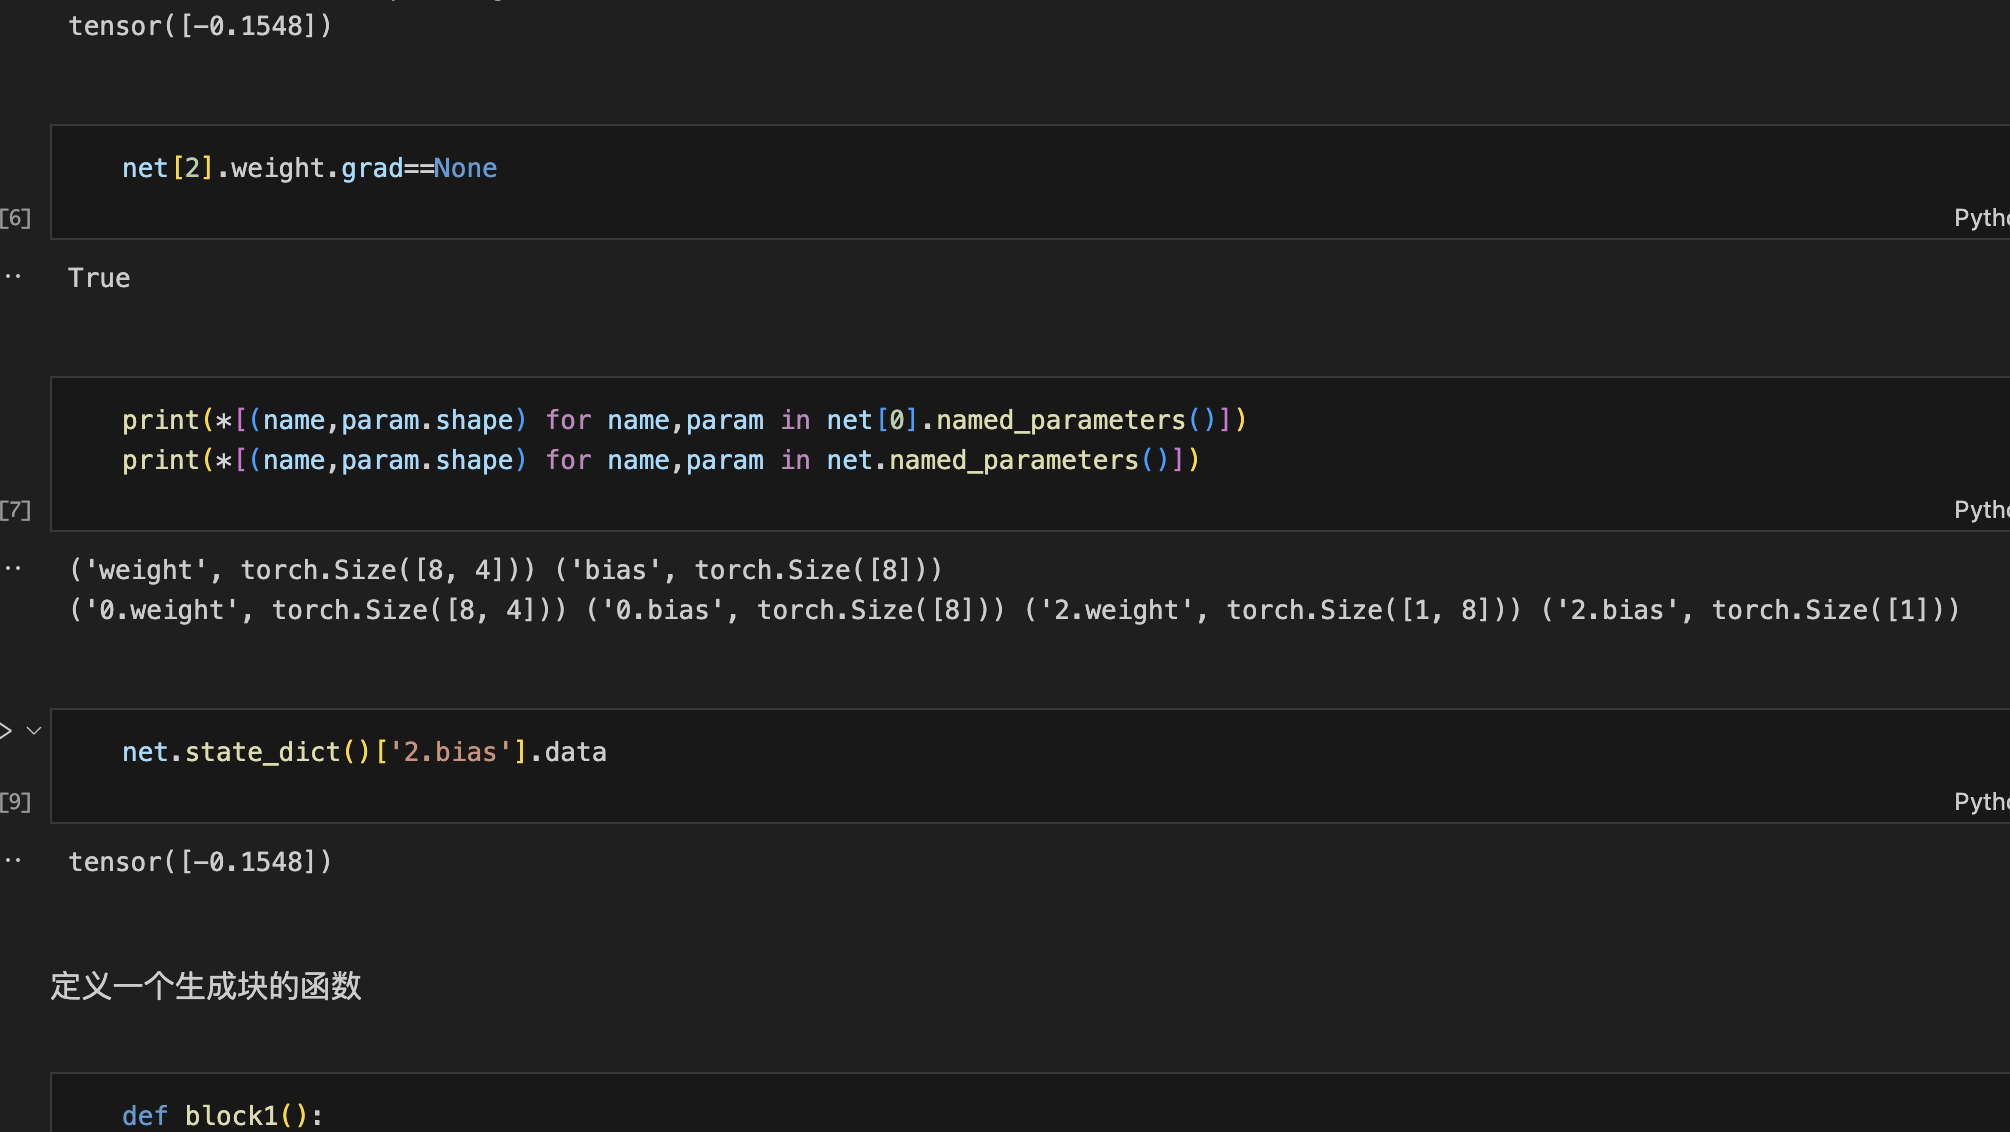 tensor([-0.1548])
net[2].weight.grad==None
[6]
Pytho
True
print(*[(name,param.shape) for name,param in net[0].named_parameters()])
print(*[(name,param.shape) for name,param in net.named_parameters()])
[7]
Pytho
('weight', torch.Size([8, 4])) ('bias', torch.Size([8]))
('0.weight', torch.Size([8, 4])) ('0.bias', torch.Size([8])) ('2.weight', torch.Size([1, 8])) ('2.bias', torch.Size([1]))
net.state_dict()['2.bias'].data
[9]
Pytho
tensor([-0.1548])
定义一个生成块的函数
def block1():